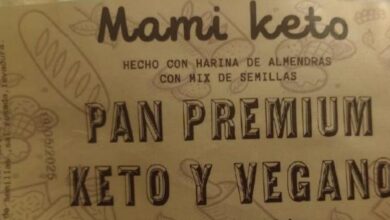 Mami keto
HECHO CON HARINA DE ALMENDRAS
CON MIX DE SEMILLAS
PAN PREMIUM
KETO Y VEGANO